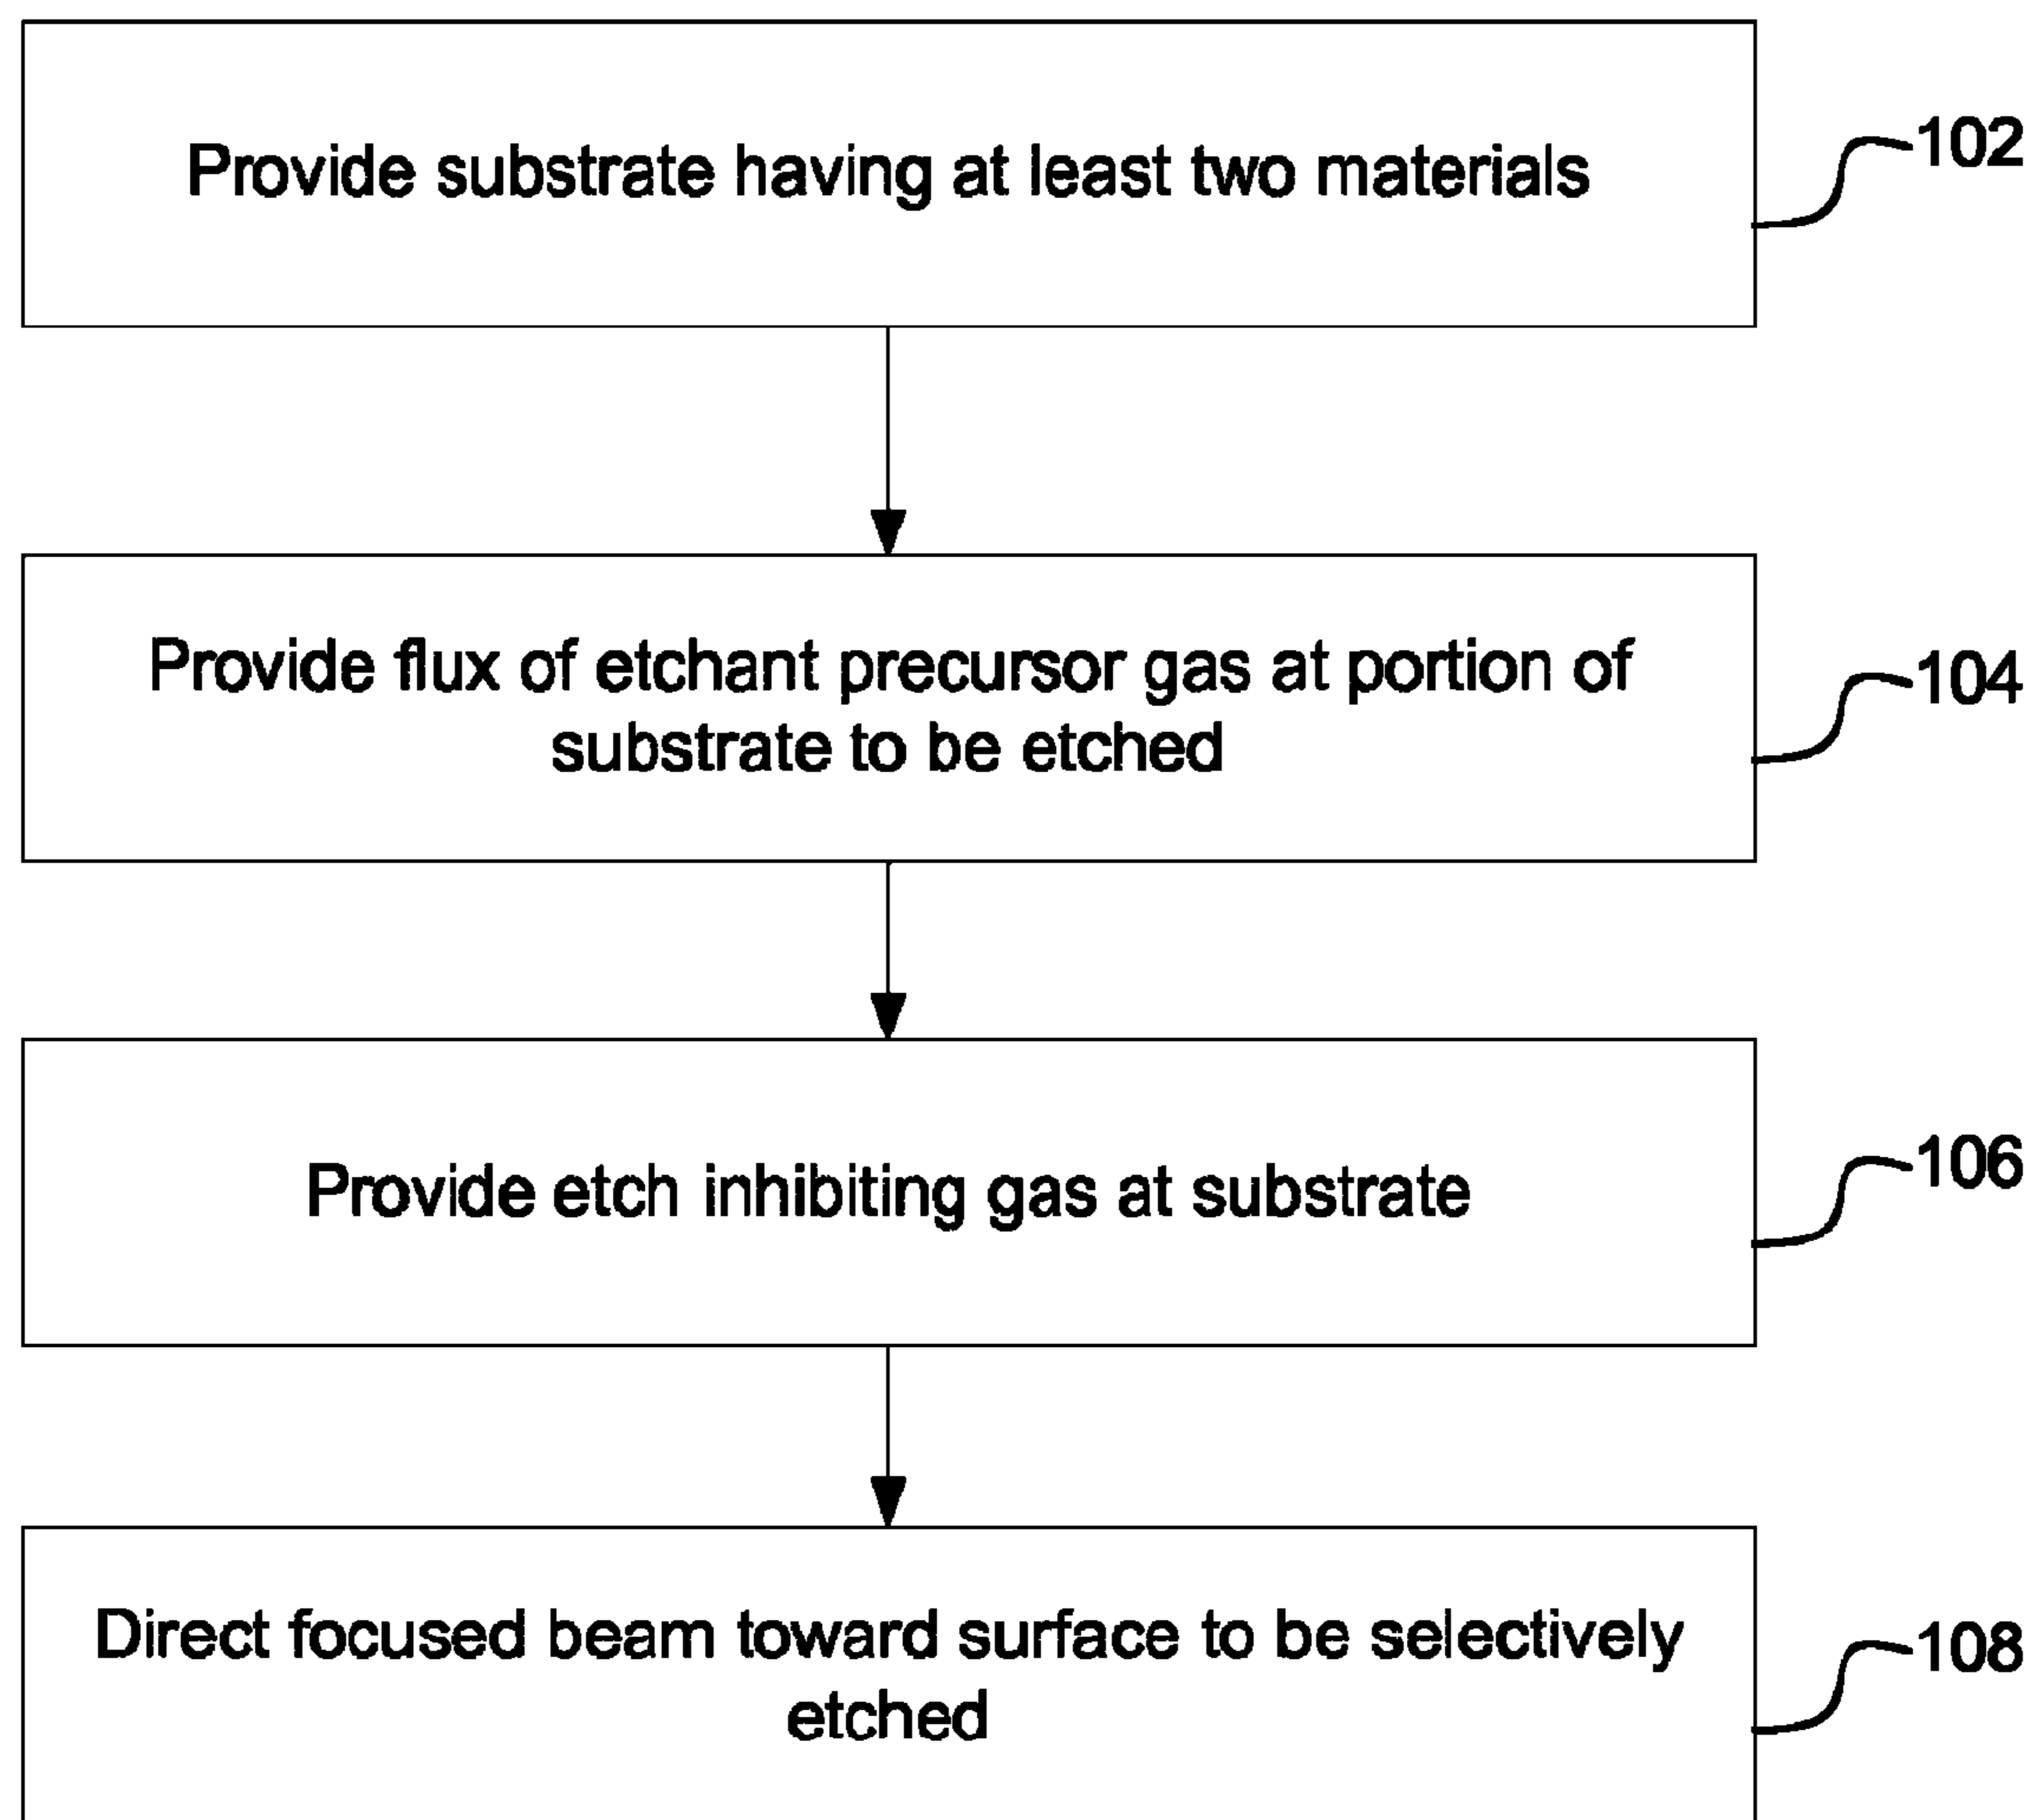 Provide substrate having at least two materials
102
Provide flux of etchant precursor gas at portion of
substrate to be etched
104
Provide etch inhibiting gas at substrate
106
Direct focused beam toward surface to be selectively
etched
108